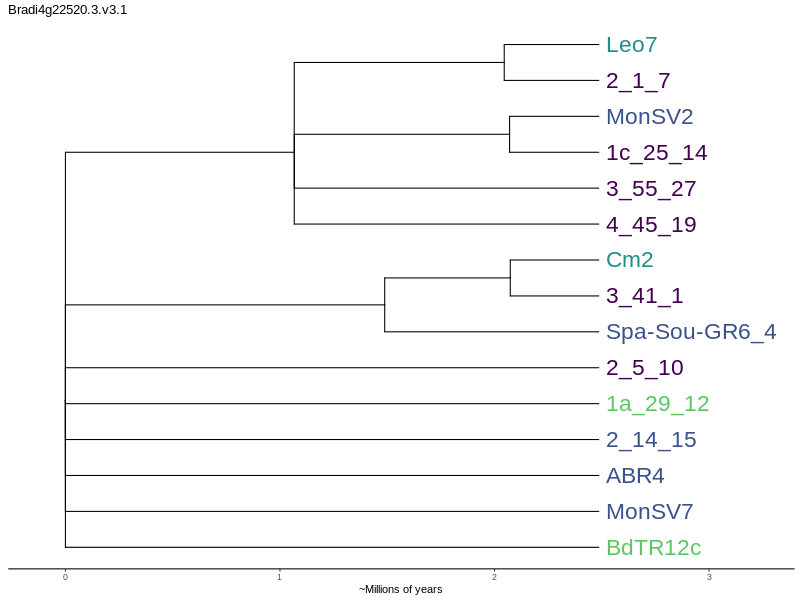 Bradi4g22520.3.v3.1
Leo7
2_1_7
MonSV2
1c_25_14
3_55_27
4_45_19
Cm2
3_41_1
Spa-Sou-GR6_4
2_5_10
1a_29_12
2_14_15
ABR4
MonSV7
BdTR12c
0 1 2 3
~Millions of years